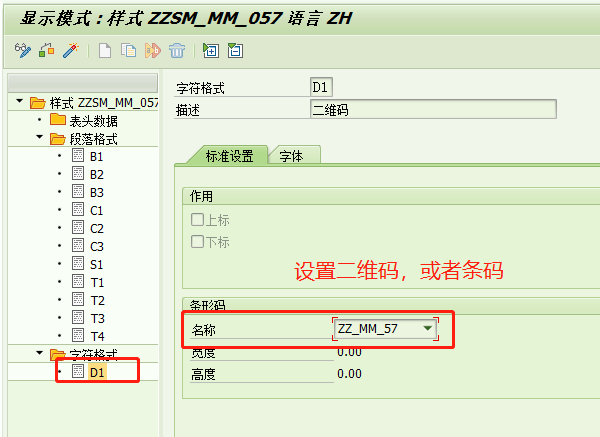 显示模式：样式 ZZSM_MM_057 语言 ZH
样式 ZZSM_MM_057
表头数据
段落格式
B1
B2
B3
C1
C2
C3
S1
T1
T2
T3
T4
字符格式
D1
字符格式 D1
描述 二维码
标准设置 字体
作用
上标
下标
设置二维码，或者条码
条形码
名称 ZZ_MM_57
宽度 0.00
高度 0.00